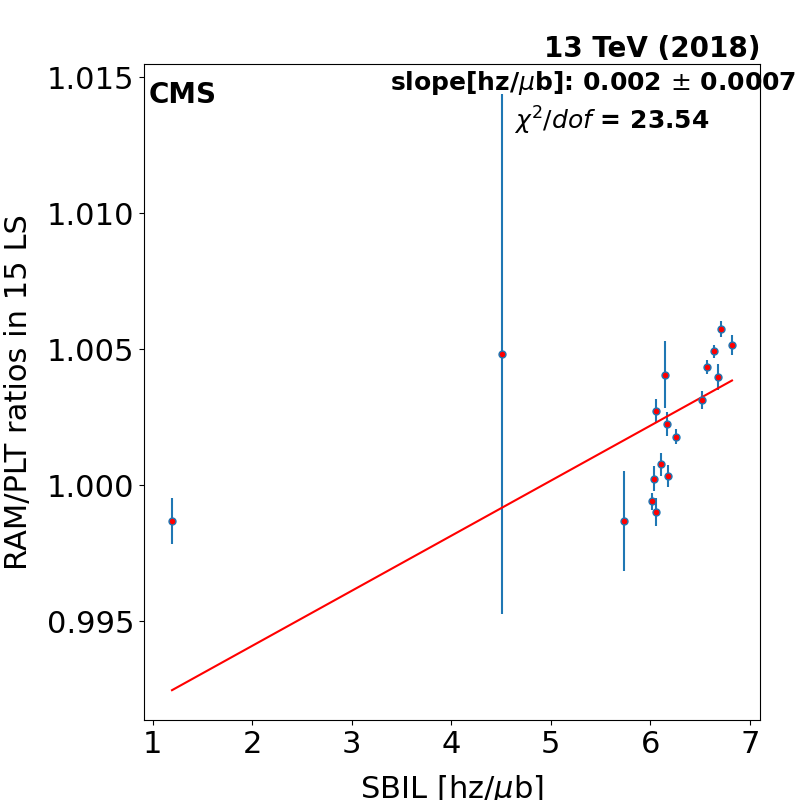 13 TeV (2018)
CMS
slope[hz/μb]: 0.002 ± 0.0007
χ²/dof = 23.54
RAM/PLT ratios in 15 LS
1.015
1.010
1.005
1.000
0.995
1 2 3 4 5 6 7
SBIL [hz/μb]